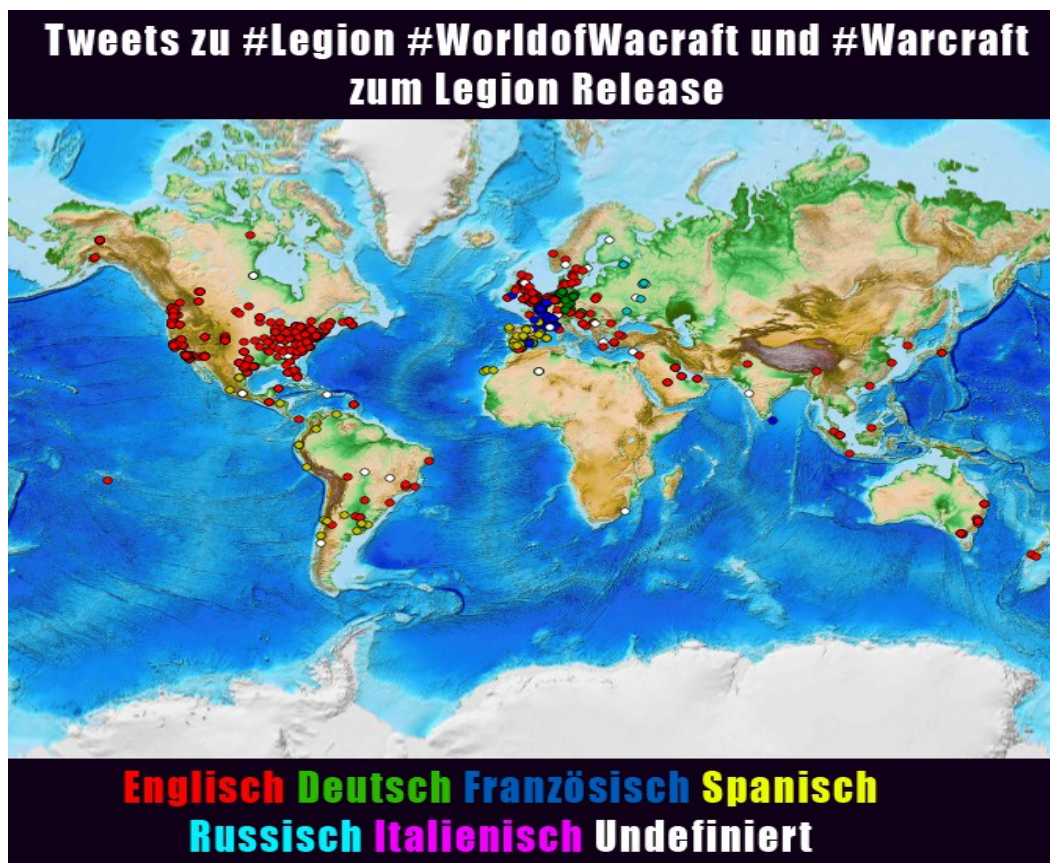 Tweets zu #Legion #WorldofWacraft und #Warcraft
zum Legion Release
Englisch Deutsch Französisch Spanisch
Russisch Italienisch Undefiniert